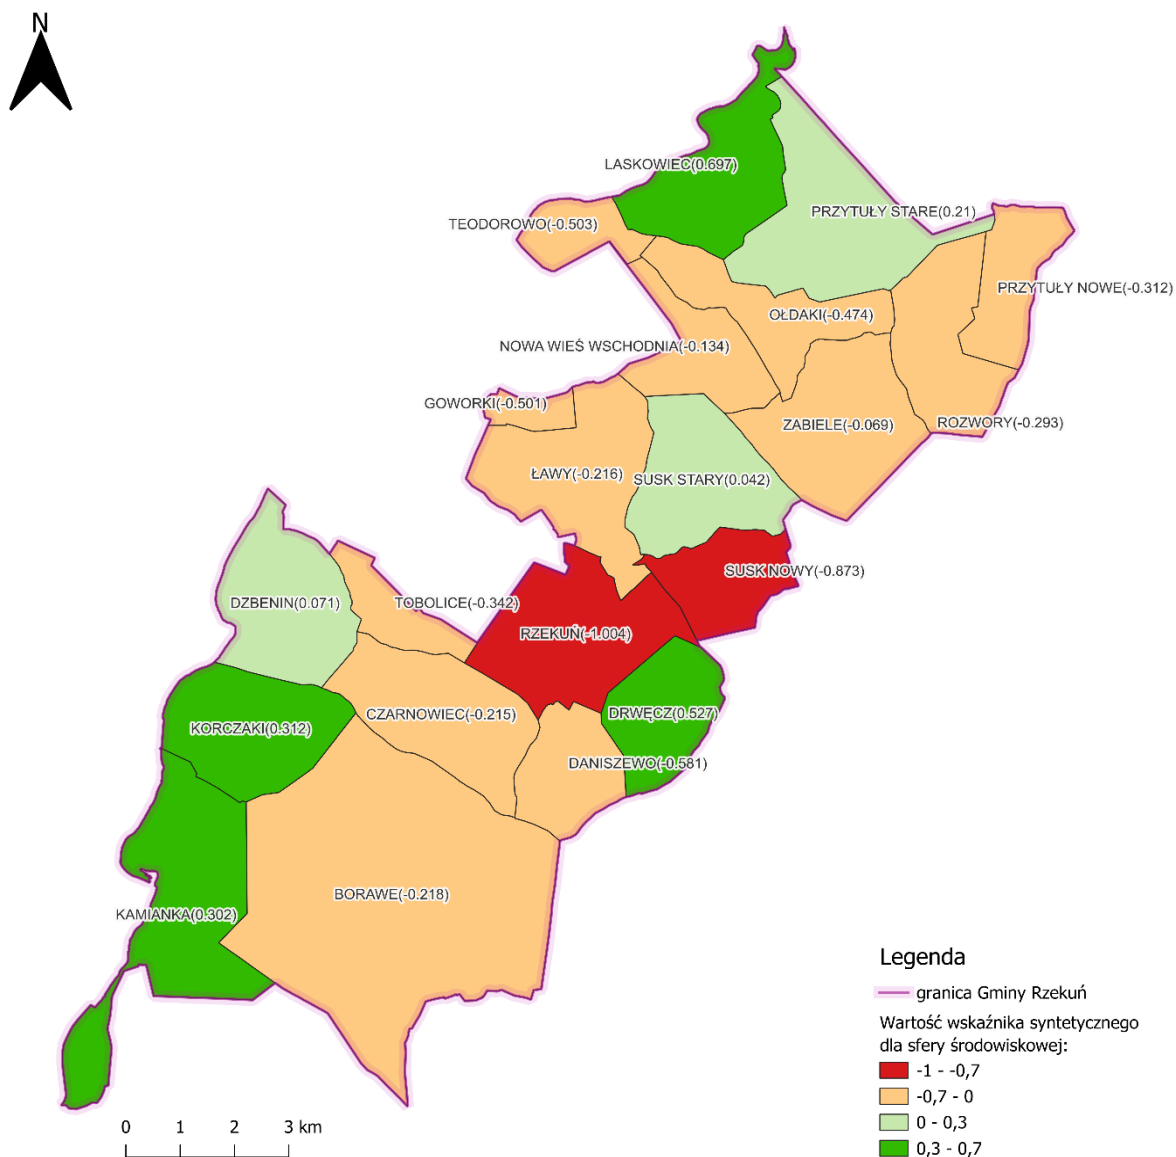 N
LASKOWIEC(0.697)
PRZYTUŁY STARE(0.21)
TEODOROWO(-0.503)
PRZYTUŁY NOWE(-0.312)
OŁDAKI(-0.474)
NOWA WIEŚ WSCHODNIA(-0.134)
GOWORKI(-0.501)
ZABIELE(-0.069)
ROZWORY(-0.293)
ŁAWY(-0.216)
SUSK STARY(0.042)
SUSK NOWY(-0.873)
DZBENIN(0.071)
TOBOLICE(-0.342)
RZEKUŃ(-1.004)
CZARNOWIEC(-0.215)
DRWĘCZ(0.527)
KORCZAKI(0.312)
DANISZEWO(-0.581)
BORAWE(-0.218)
KAMIANKA(0.302)
Legenda
granica Gminy Rzekuń
Wartość wskaźnika syntetycznego
dla sfery środowiskowej:
-1 - -0,7
-0,7 - 0
0 - 0,3
0,3 - 0,7
0 1 2 3 km